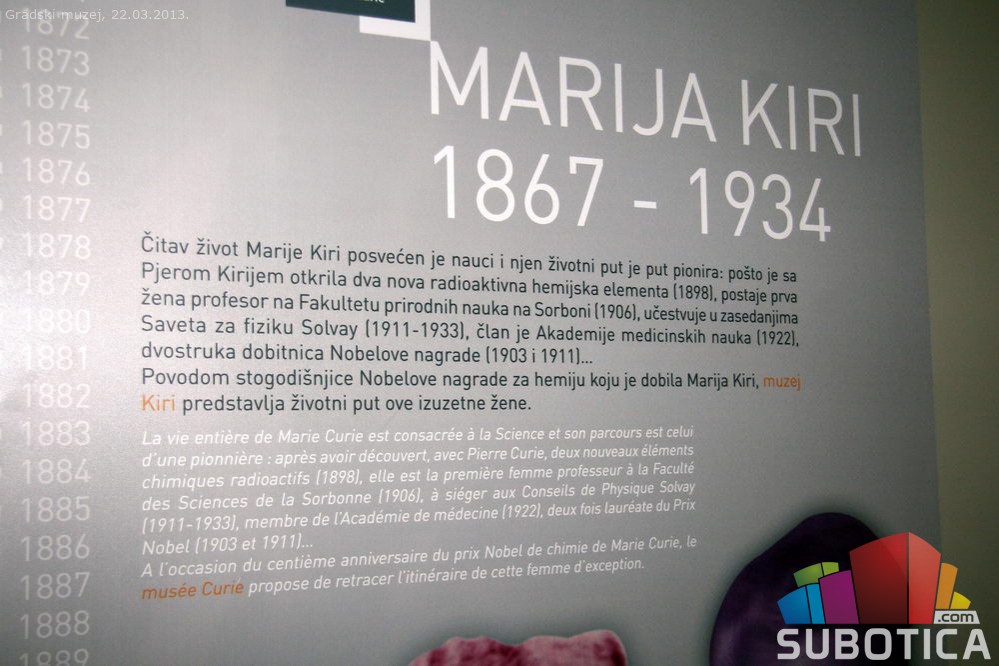 Gradski muzej, 22.03.2013.
1872
1873
1874
1875
1876
1877
1878
1879
1880
1881
1882
1883
1884
1885
1886
1887
1888
1889
MARIJA KIRI
1867 - 1934
Čitav život Marije Kiri posvećen je nauci i njen životni put je put pionira: pošto je sa
Pjerom Kirijem otkrila dva nova radioaktivna hemijska elementa (1898), postaje prva
žena profesor na Fakultetu prirodnih nauka na Sorboni (1906), učestvuje u zasedanjima
Saveta za fiziku Solvay (1911-1933), član je Akademije medicinskih nauka (1922),
dvostruka dobitnica Nobelove nagrade (1903 i 1911)...
Povodom stogodišnjice Nobelove nagrade za hemiju koju je dobila Marija Kiri, muzej
Kiri predstavlja životni put ove izuzetne žene.
La vie entière de Marie Curie est consacrée à la Science et son parcours est celui
d'une pionnière : après avoir découvert, avec Pierre Curie, deux nouveaux éléments
chimiques radioactifs (1898), elle est la première femme professeur à la Faculté
des Sciences de la Sorbonne (1906), à siéger aux Conseils de Physique Solvay
(1911-1933), membre de l'Académie de médecine (1922), deux fois lauréate du Prix
Nobel (1903 et 1911)...
A l'occasion du centième anniversaire du prix Nobel de chimie de Marie Curie, le
musée Curie propose de retracer l'itinéraire de cette femme d'exception.
.com
SUBOTICA